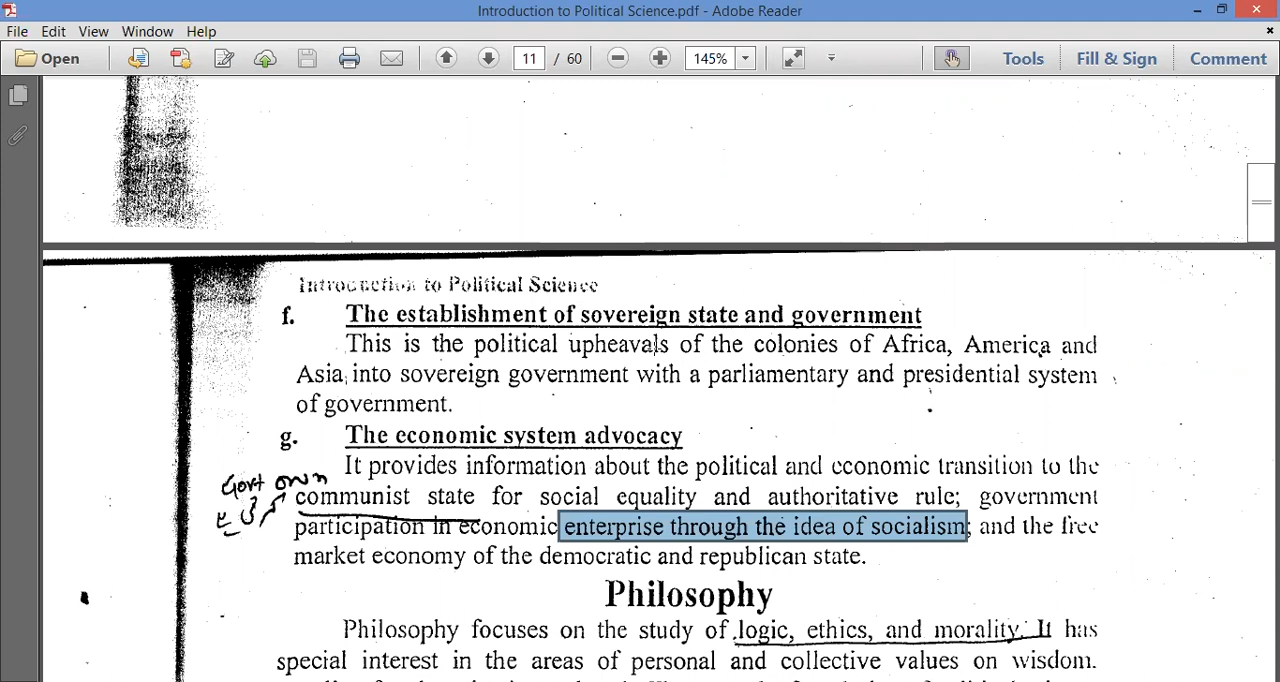 Introduction to Political Science.pdf - Adobe Reader
File Edit View Window Help
Open 11 / 60 145% Tools Fill & Sign Comment
Introduction to Political Science
f. The establishment of sovereign state and government
This is the political upheavals of the colonies of Africa, America and
Asia into sovereign government with a parliamentary and presidential system
of government.
g. The economic system advocacy
It provides information about the political and economic transition to the
Govt own
communist state for social equality and authoritative rule; government
participation in economic enterprise through the idea of socialism; and the free
market economy of the democratic and republican state.
Philosophy
Philosophy focuses on the study of logic, ethics, and morality. It has
special interest in the areas of personal and collective values on wisdom.